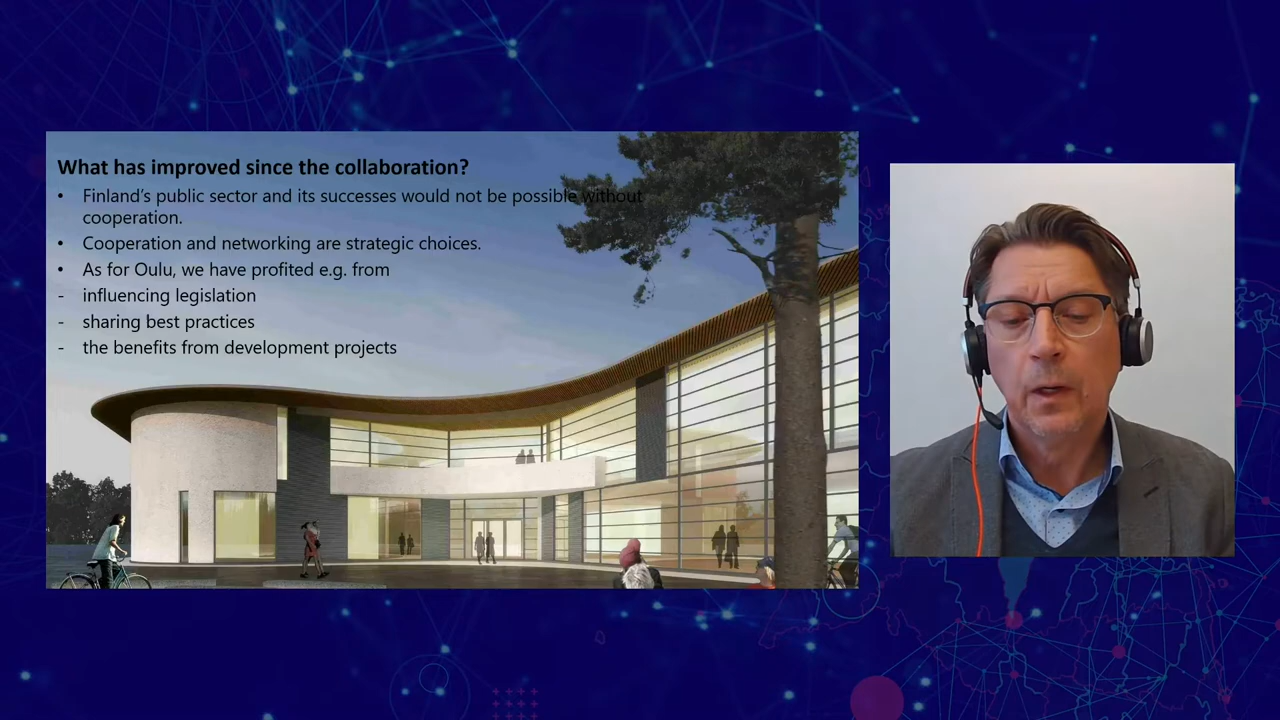 What has improved since the collaboration?
• Finland's public sector and its successes would not be possible without
cooperation.
• Cooperation and networking are strategic choices.
• As for Oulu, we have profited e.g. from
- influencing legislation
- sharing best practices
- the benefits from development projects